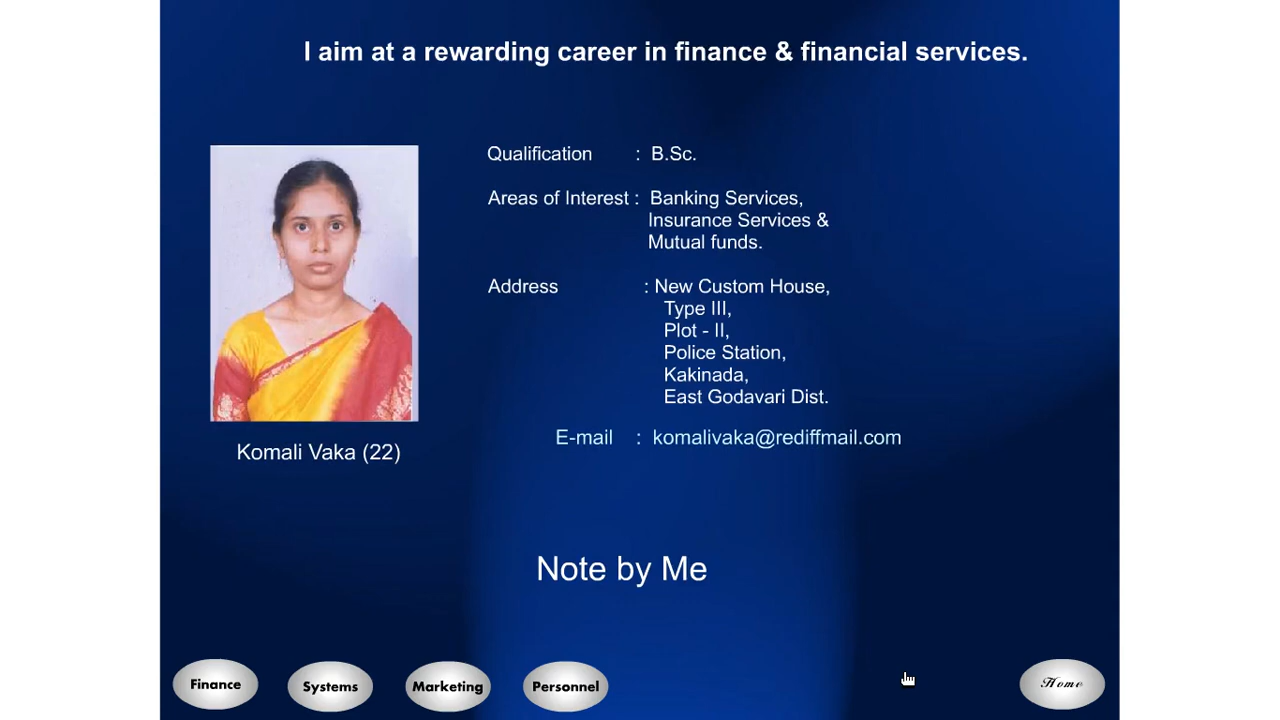 I aim at a rewarding career in finance & financial services.
Qualification : B.Sc.
Areas of Interest : Banking Services,
Insurance Services &
Mutual funds.
Address : New Custom House,
Type III,
Plot - II,
Police Station,
Kakinada,
East Godavari Dist.
E-mail : komalivaka@rediffmail.com
Komali Vaka (22)
Note by Me
Finance
Systems
Marketing
Personnel
Home